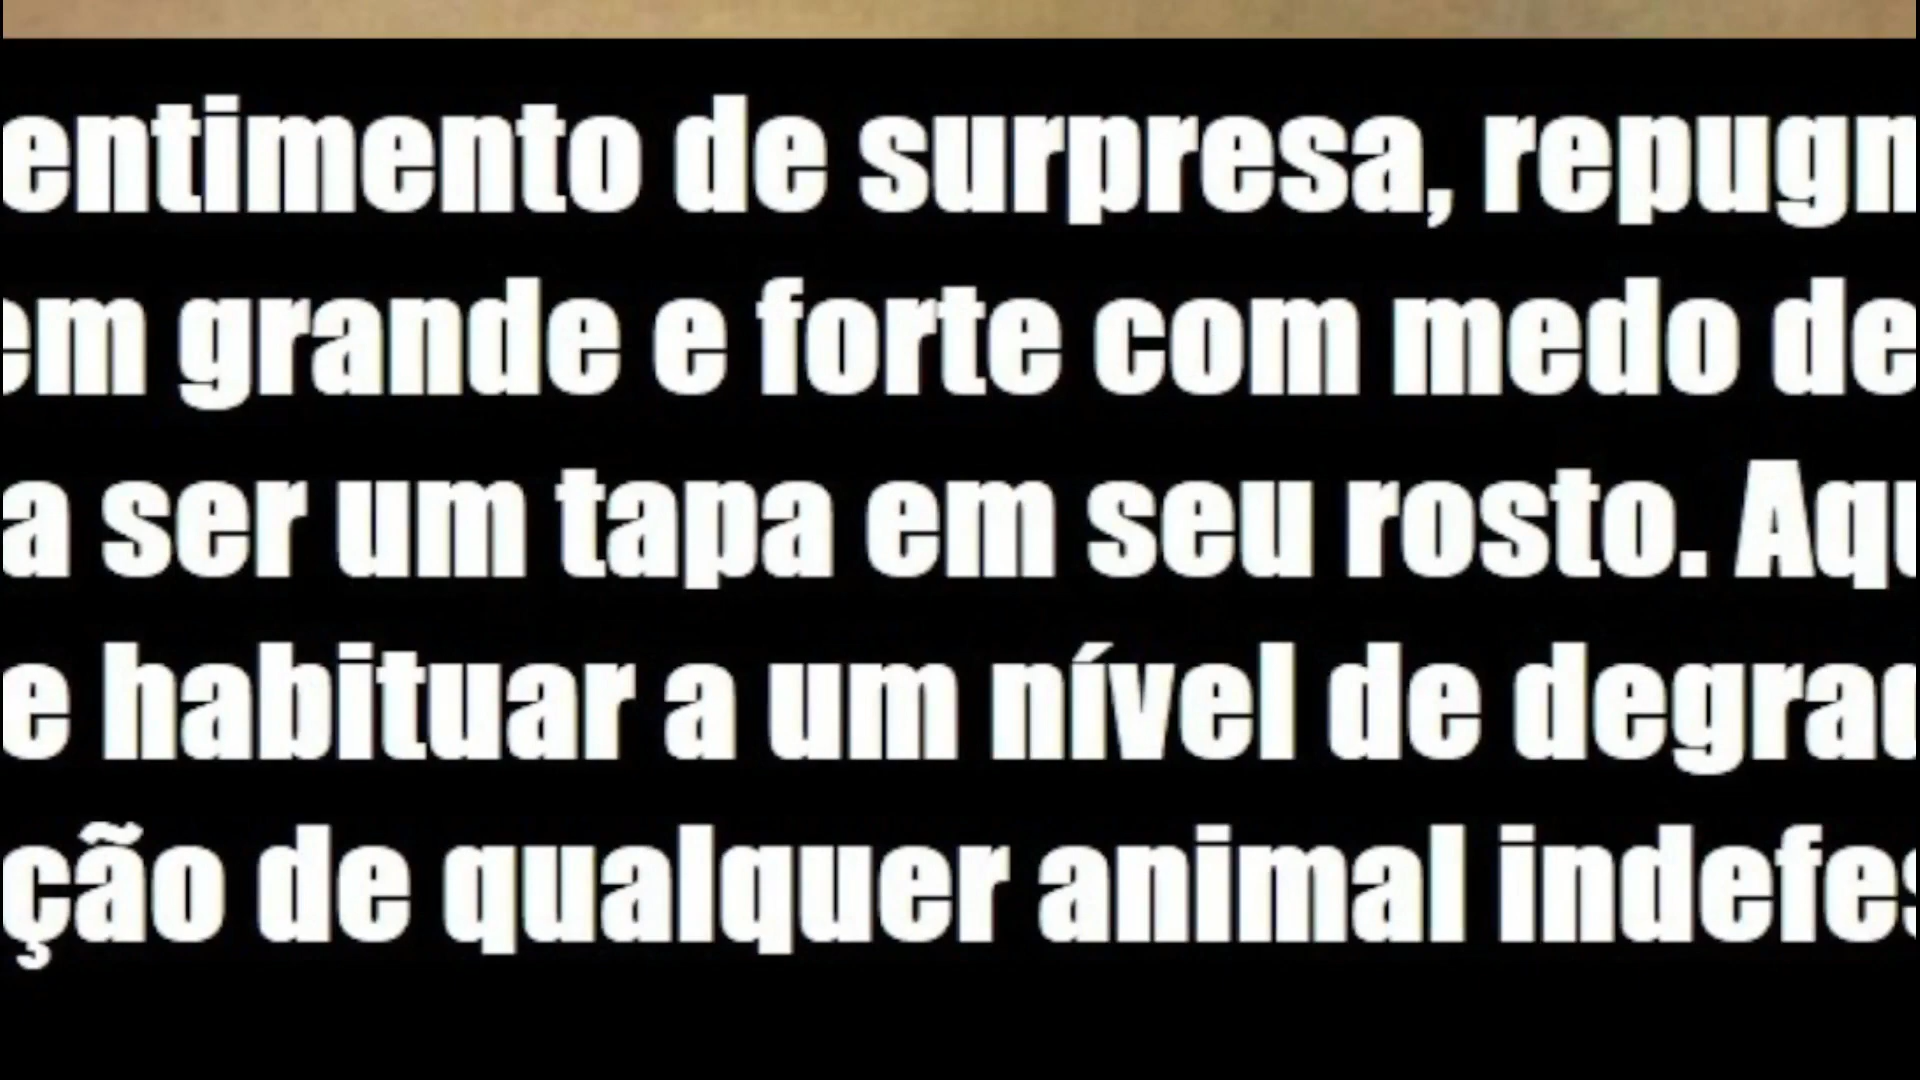 entimento de surpresa, repugn
em grande e forte com medo de
a ser um tapa em seu rosto. Aqu
e habituar a um nível de degrad
ção de qualquer animal indefes